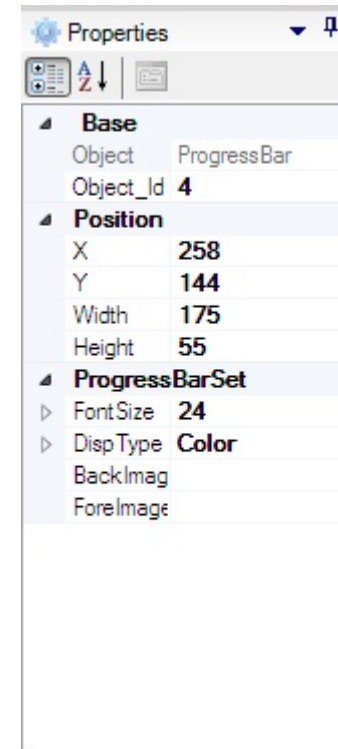 Properties
Base
Object ProgressBar
Object_Id 4
Position
X 258
Y 144
Width 175
Height 55
ProgressBarSet
FontSize 24
DispType Color
BackImag
ForeImage